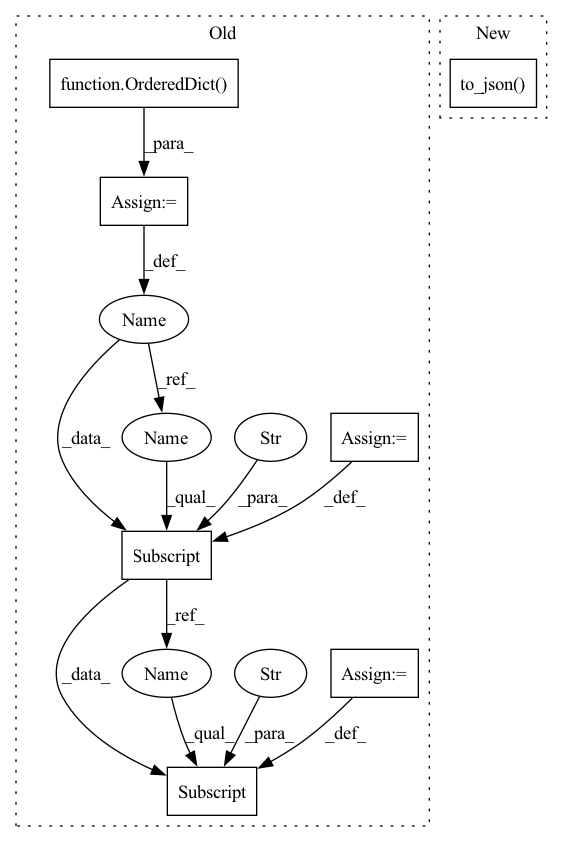 Old
New
function.OrderedDict()
to_json()
_para_
Assign:=
_def_
Name
_ref_
_data_
Name
Str
Assign:=
_qual_
_para_
_def_
Subscript
_ref_
_data_
Name
Str
Assign:=
_qual_
_para_
_def_
Subscript